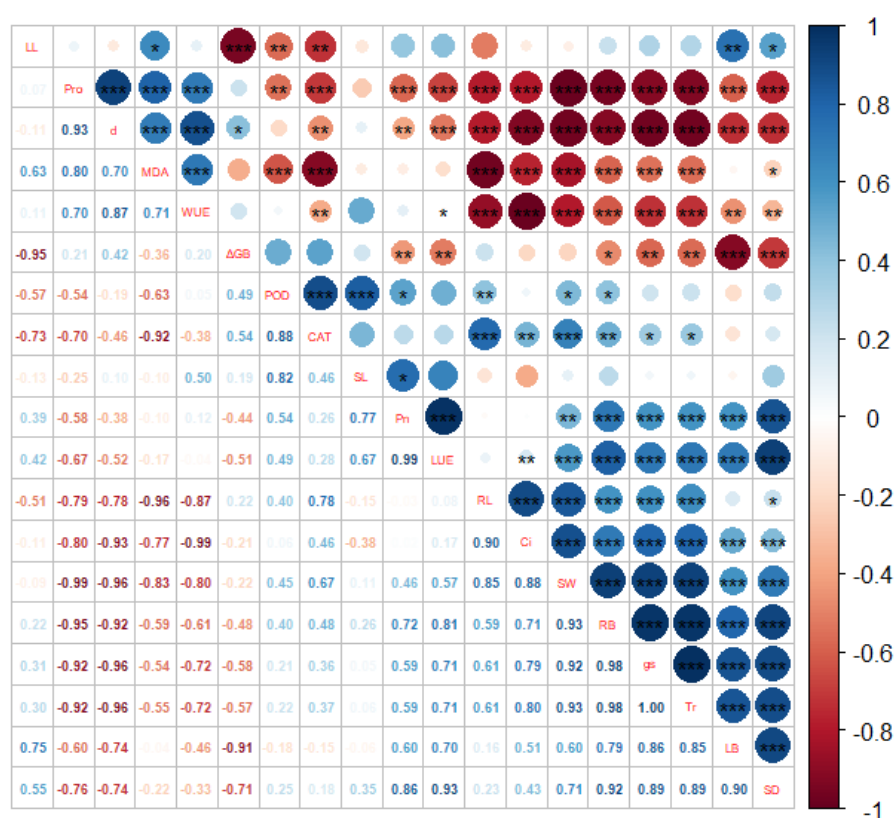 LL * *** ** ** ** *
0.07 Pro *** *** *** ** *** ** *** *** *** *** *** *** *** ** ***
-0.11 0.93 d *** *** * ** ** *** *** *** *** *** *** *** *** ***
0.63 0.80 0.70 MDA *** *** *** *** *** *** *** *** *** *
0.11 0.70 0.87 0.71 WUE ** * *** *** *** *** *** *** ** **
-0.95 0.21 0.42 -0.36 0.20 ΔGB ** ** * ** ** *** ***
-0.57 -0.54 -0.19 -0.63 0.49 POD *** *** * ** * *
-0.73 -0.70 -0.46 -0.92 -0.38 0.54 0.88 CAT *** ** *** ** * *
-0.13 -0.25 0.10 -0.10 0.50 0.19 0.82 0.46 SL *
0.39 -0.58 -0.38 -0.10 -0.12 -0.44 0.54 0.26 0.77 Pn *** ** *** *** *** *** ***
0.42 -0.67 -0.52 -0.17 -0.51 0.49 0.28 0.67 0.99 LUE ** *** *** *** *** *** ***
-0.51 -0.79 -0.78 -0.96 -0.87 0.22 0.40 0.78 -0.15 0.08 RL *** *** *** *** *** *
-0.11 -0.80 -0.93 -0.77 -0.99 -0.21 0.06 0.46 -0.38 0.17 0.90 Ci *** *** *** *** *** ***
-0.09 -0.99 -0.96 -0.83 -0.80 -0.22 0.45 0.67 0.11 0.46 0.57 0.85 0.88 SW *** *** *** *** ***
0.22 -0.95 -0.92 -0.59 -0.61 -0.48 0.40 0.48 0.26 0.72 0.81 0.59 0.71 0.93 RB *** *** *** ***
0.31 -0.92 -0.96 -0.54 -0.72 -0.58 0.21 0.36 0.05 0.59 0.71 0.61 0.79 0.92 0.98 gs *** *** ***
0.30 -0.92 -0.96 -0.55 -0.72 -0.57 0.22 0.37 0.06 0.59 0.71 0.61 0.80 0.93 0.98 1.00 Tr *** ***
0.75 -0.60 -0.74 -0.04 -0.46 -0.91 -0.18 -0.15 0.60 0.70 0.16 0.51 0.60 0.79 0.86 0.85 LB ***
0.55 -0.76 -0.74 -0.22 -0.33 -0.71 0.25 0.18 0.35 0.86 0.93 0.23 0.43 0.71 0.92 0.89 0.89 0.90 SD
1
0.8
0.6
0.4
0.2
0
-0.2
-0.4
-0.6
-0.8
-1